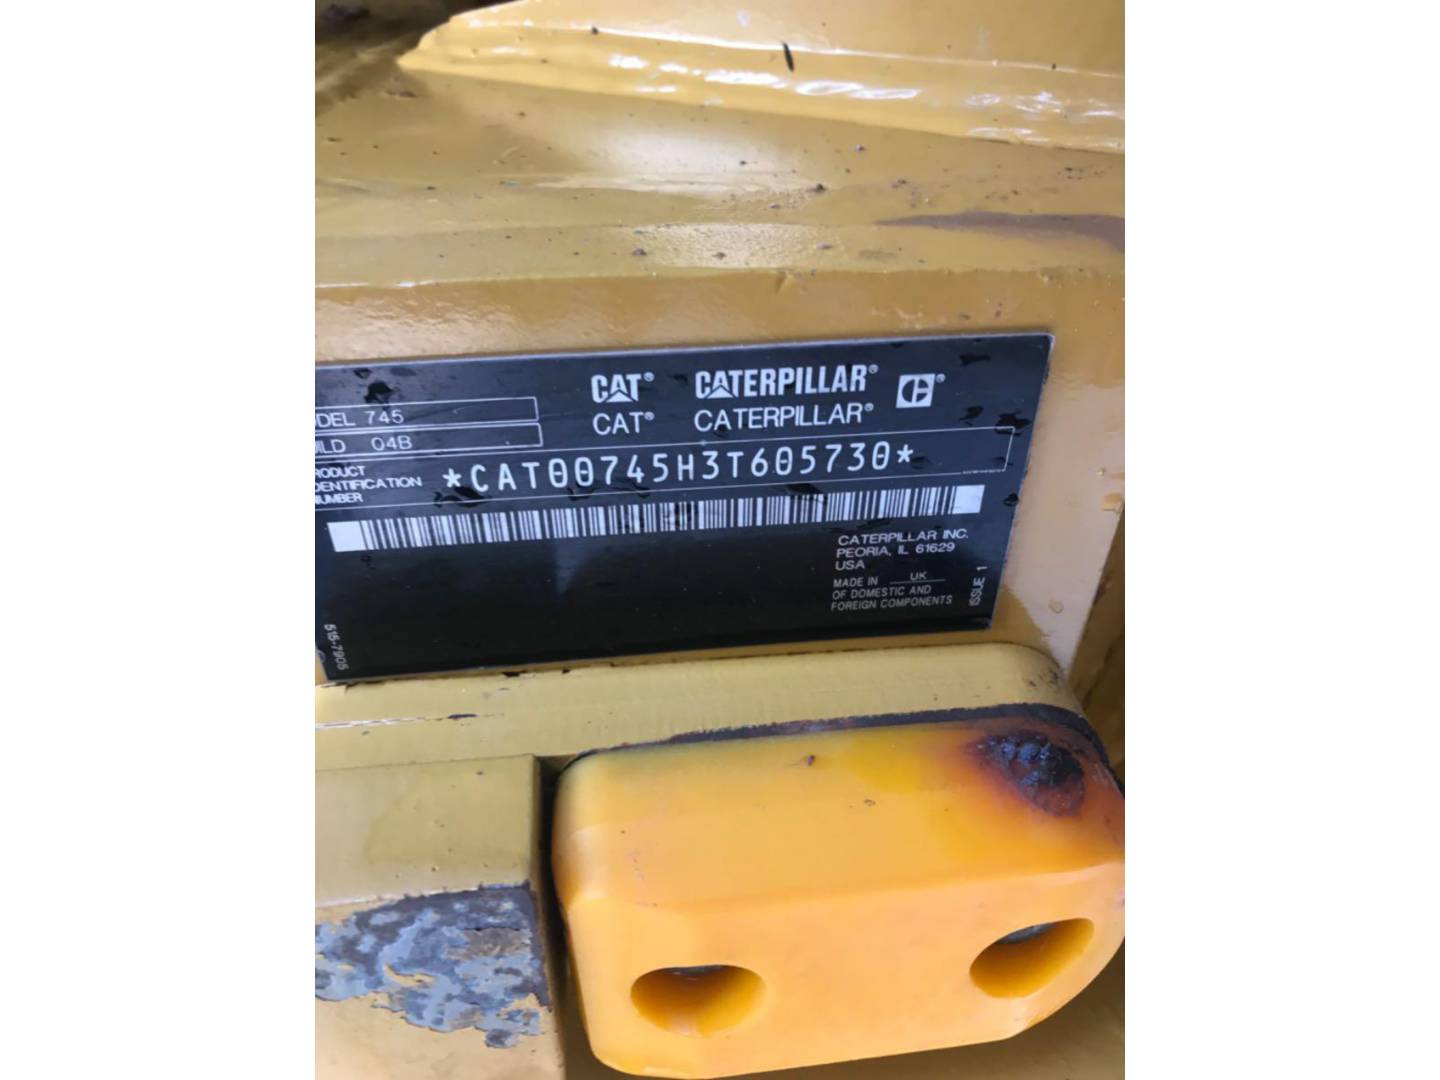 CAT® CATERPILLAR®
CAT® CATERPILLAR®
DEL 745
ILD 04B
RODUCT
DENTIFICATION
UMBER
*CAT00745H3T605730*
CATERPILLAR INC.
PEORIA, IL 61629
USA
MADE IN UK
OF DOMESTIC AND
FOREIGN COMPONENTS
ISSUE 1
515-7905